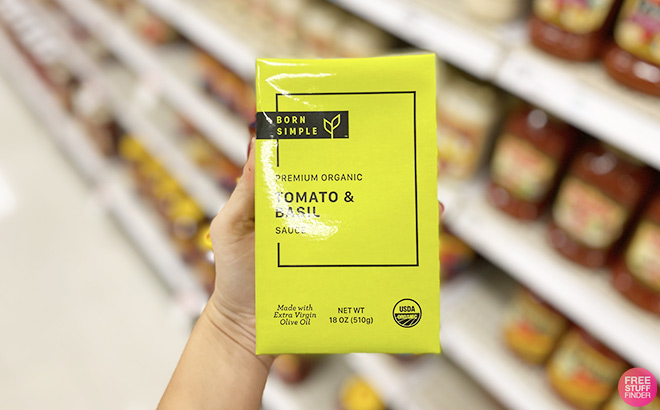 BORN
SIMPLE
PREMIUM ORGANIC
TOMATO &
BASIL
SAUCE
Made with
Extra Virgin
Olive Oil
NET WT
18 OZ (510g)
USDA
ORGANIC
FREE
STUFF
FINDER